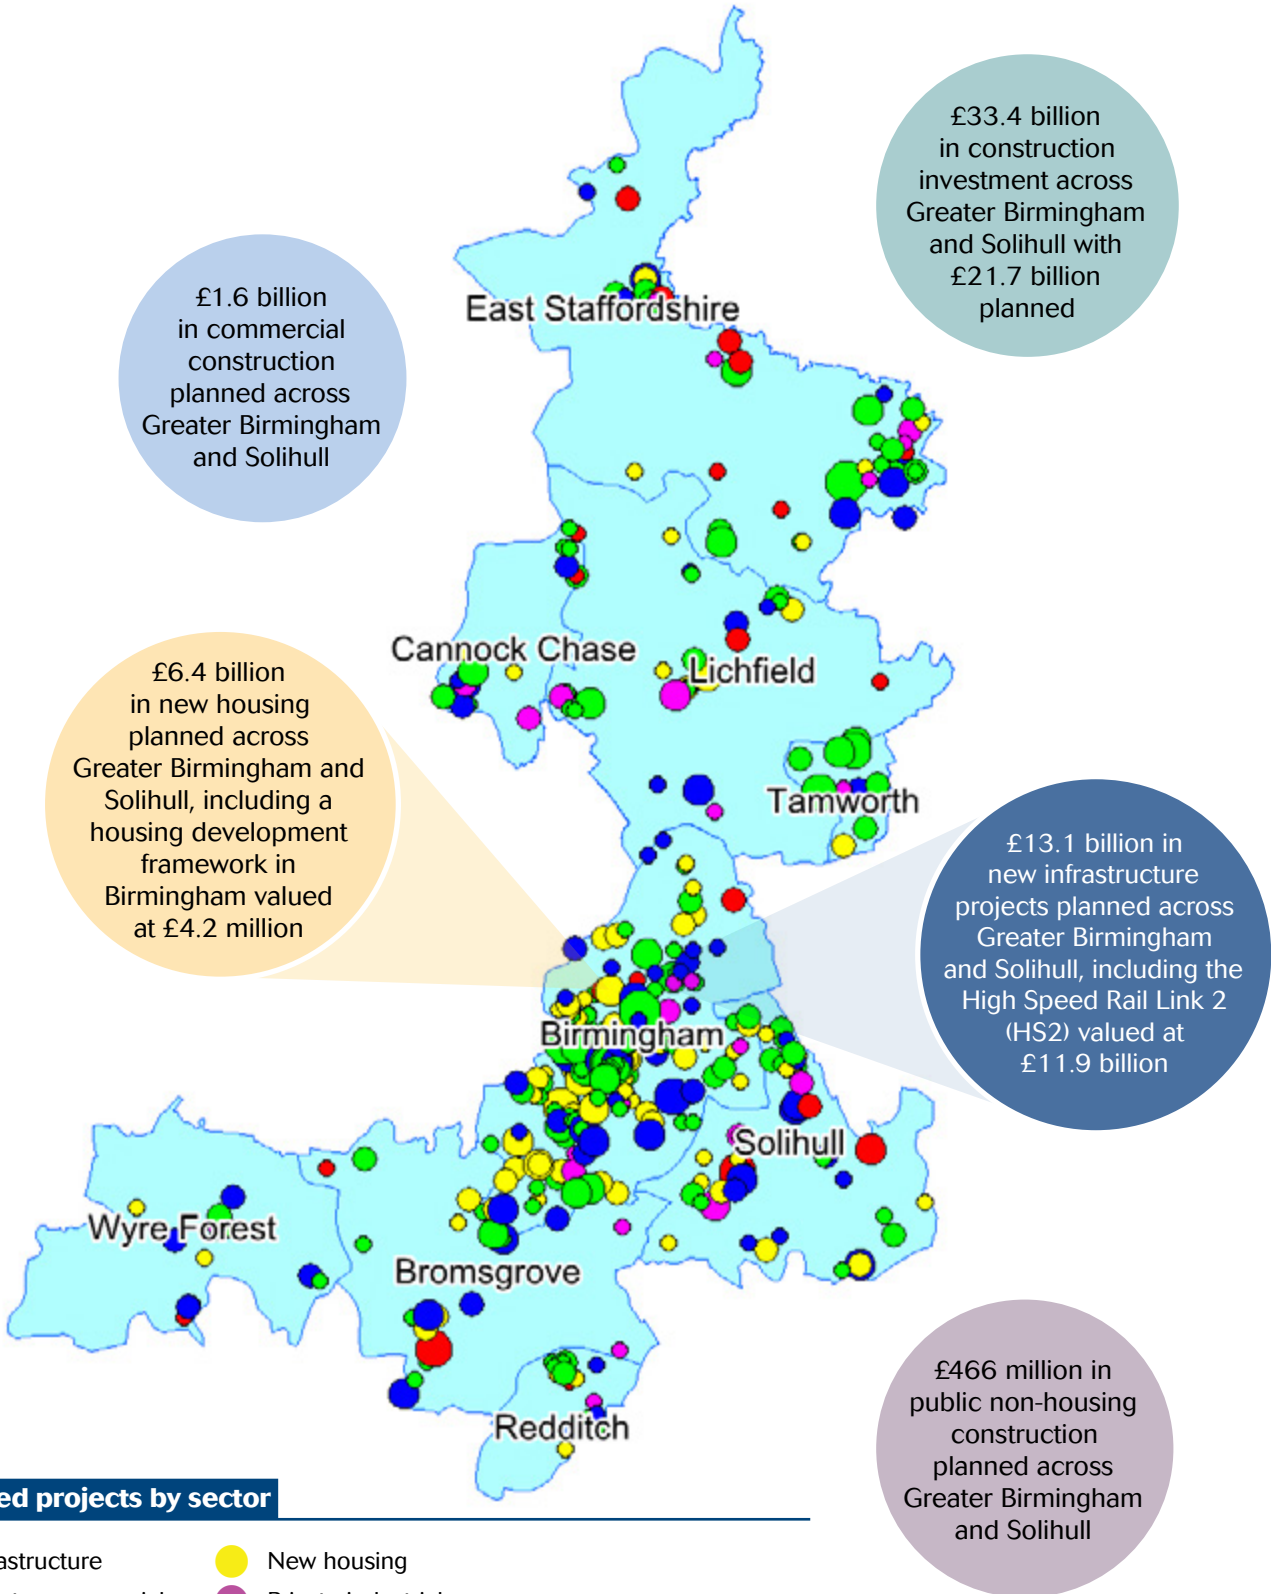 £33.4 billion
in construction
investment across
Greater Birmingham
and Solihull with
£21.7 billion
planned
£1.6 billion
in commercial
construction
planned across
Greater Birmingham
and Solihull
East Staffordshire
Cannock Chase
Lichfield
£6.4 billion
in new housing
planned across
Greater Birmingham and
Solihull, including a
housing development
framework in
Birmingham valued
at £4.2 million
Tamworth
£13.1 billion in
new infrastructure
projects planned across
Greater Birmingham
and Solihull, including the
High Speed Rail Link 2
(HS2) valued at
£11.9 billion
Birmingham
Solihull
Wyre Forest
Bromsgrove
Redditch
£466 million in
public non-housing
construction
planned across
Greater Birmingham
and Solihull
ed projects by sector
astructure
New housing